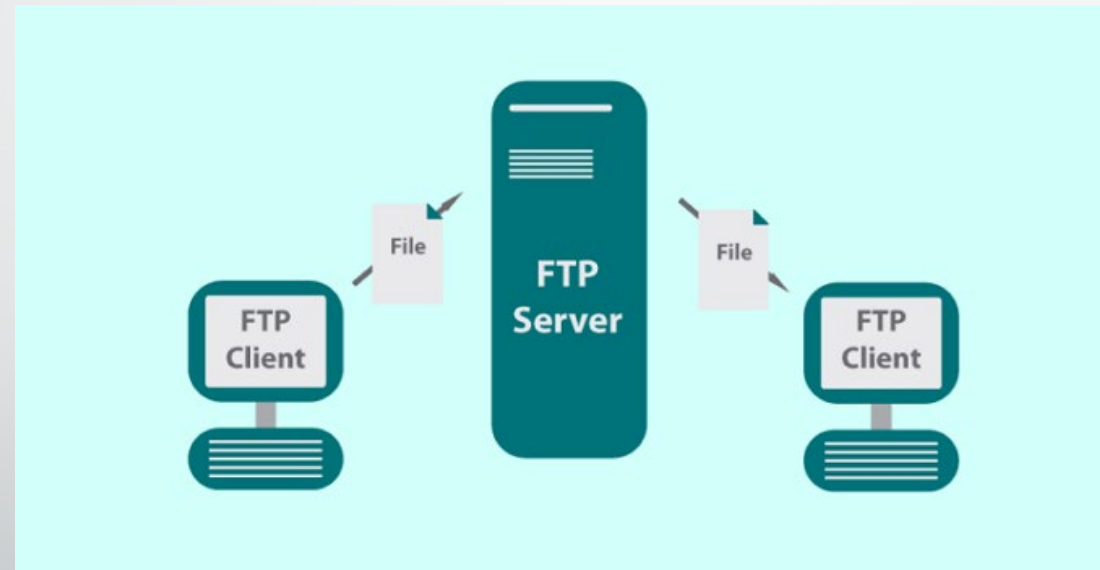 File
FTP
Server
File
FTP
Client
FTP
Client